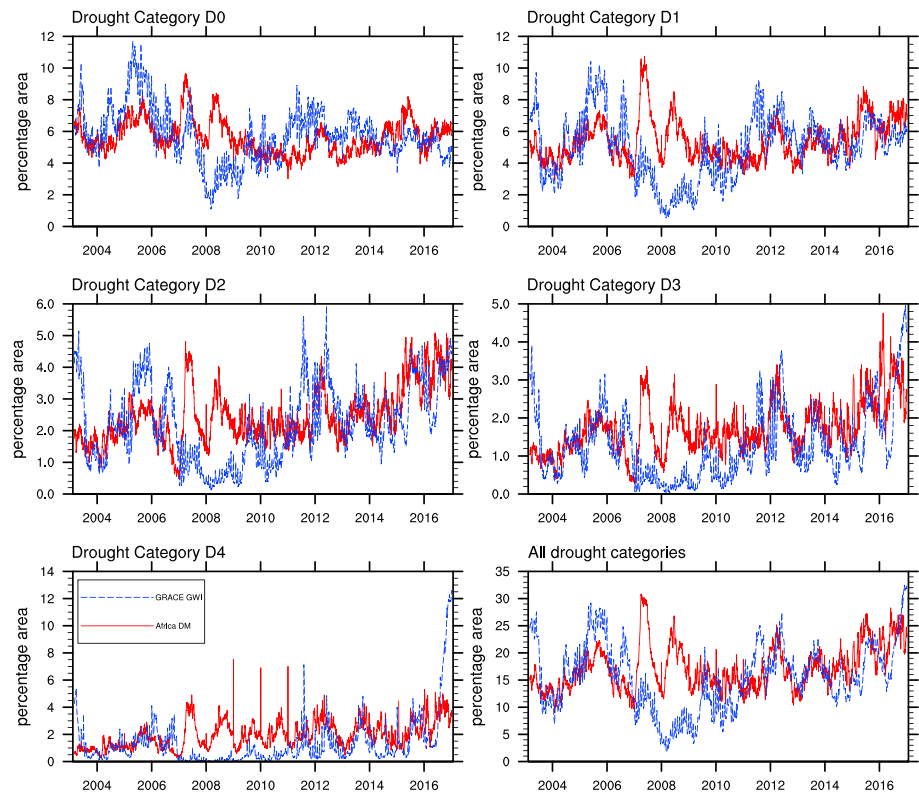 Drought Category D0
percentage area
12
10
8
6
4
2
0
2004 2006 2008 2010 2012 2014 2016
Drought Category D1
percentage area
12
10
8
6
4
2
0
2004 2006 2008 2010 2012 2014 2016
Drought Category D2
percentage area
6.0
5.0
4.0
3.0
2.0
1.0
0.0
2004 2006 2008 2010 2012 2014 2016
Drought Category D3
percentage area
5.0
4.0
3.0
2.0
1.0
0.0
2004 2006 2008 2010 2012 2014 2016
Drought Category D4
percentage area
14
12
10
8
6
4
2
0
GRACE GWI
Africa DM
2004 2006 2008 2010 2012 2014 2016
All drought categories
percentage area
35
30
25
20
15
10
5
0
2004 2006 2008 2010 2012 2014 2016